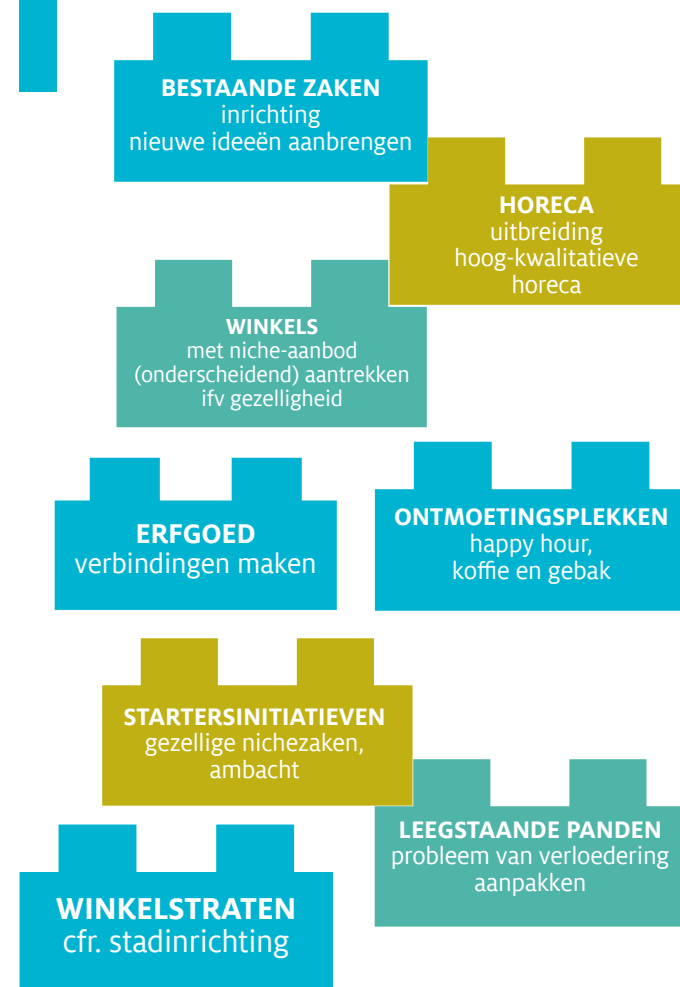 BESTAANDE ZAKEN
inrichting
nieuwe ideeën aanbrengen
HORECA
uitbreiding
hoog-kwalitatieve
horeca
WINKELS
met niche-aanbod
(onderscheidend) aantrekken
ifv gezelligheid
ERFGOED
verbindingen maken
ONTMOETINGSPLEKKEN
happy hour,
koffie en gebak
STARTERSINITIATIEVEN
gezellige nichezaken,
ambacht
LEEGSTAANDE PANDEN
probleem van verloedering
aanpakken
WINKELSTRATEN
cfr. stadinrichting